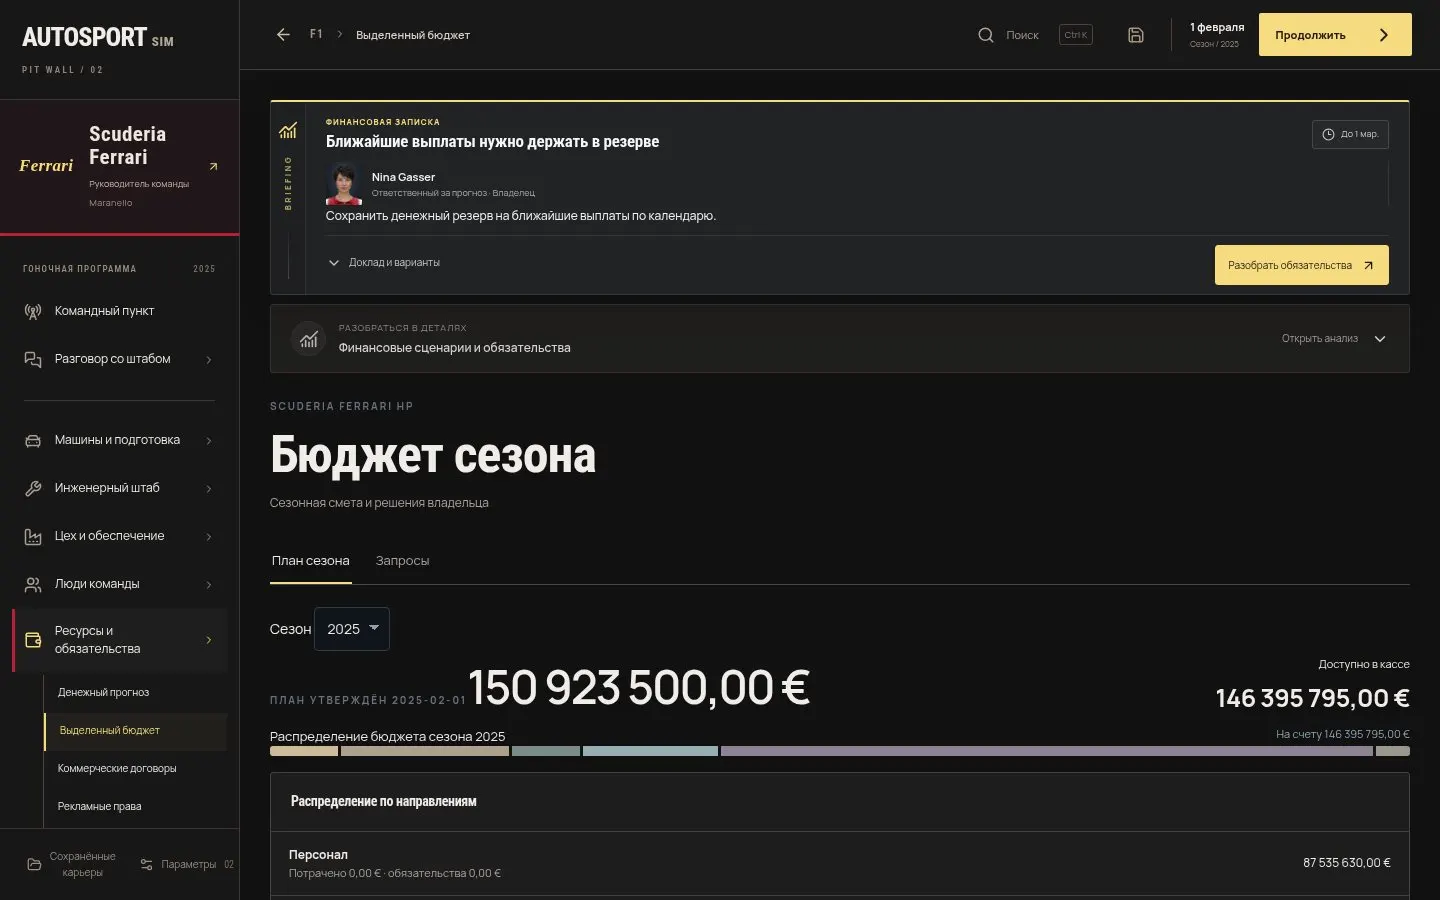 AUTOSPORT SIM
PIT WALL / 02
Ferrari
Scuderia
Ferrari
Руководитель команды
Maranello
ГОНОЧНАЯ ПРОГРАММА 2025
Командный пункт
Разговор со штабом
Машины и подготовка
Инженерный штаб
Цех и обеспечение
Люди команды
Ресурсы и
обязательства
Денежный прогноз
Выделенный бюджет
Коммерческие договоры
Рекламные права
Сохранённые
карьеры
Параметры 02
F1 Выделенный бюджет
Поиск Ctrl K
1 февраля
Сезон / 2025
Продолжить
BRIEFING
ФИНАНСОВАЯ ЗАПИСКА
Ближайшие выплаты нужно держать в резерве
До 1 мар.
Nina Gasser
Ответственный за прогноз · Владелец
Сохранить денежный резерв на ближайшие выплаты по календарю.
Доклад и варианты
Разобрать обязательства
РАЗОБРАТЬСЯ В ДЕТАЛЯХ
Финансовые сценарии и обязательства
Открыть анализ
SCUDERIA FERRARI HP
Бюджет сезона
Сезонная смета и решения владельца
План сезона Запросы
Сезон 2025
ПЛАН УТВЕРЖДЁН 2025-02-01 150 923 500,00 €
Доступно в кассе
146 395 795,00 €
На счету 146 395 795,00 €
Распределение бюджета сезона 2025
Распределение по направлениям
Персонал
Потрачено 0,00 € · обязательства 0,00 €
87 535 630,00 €